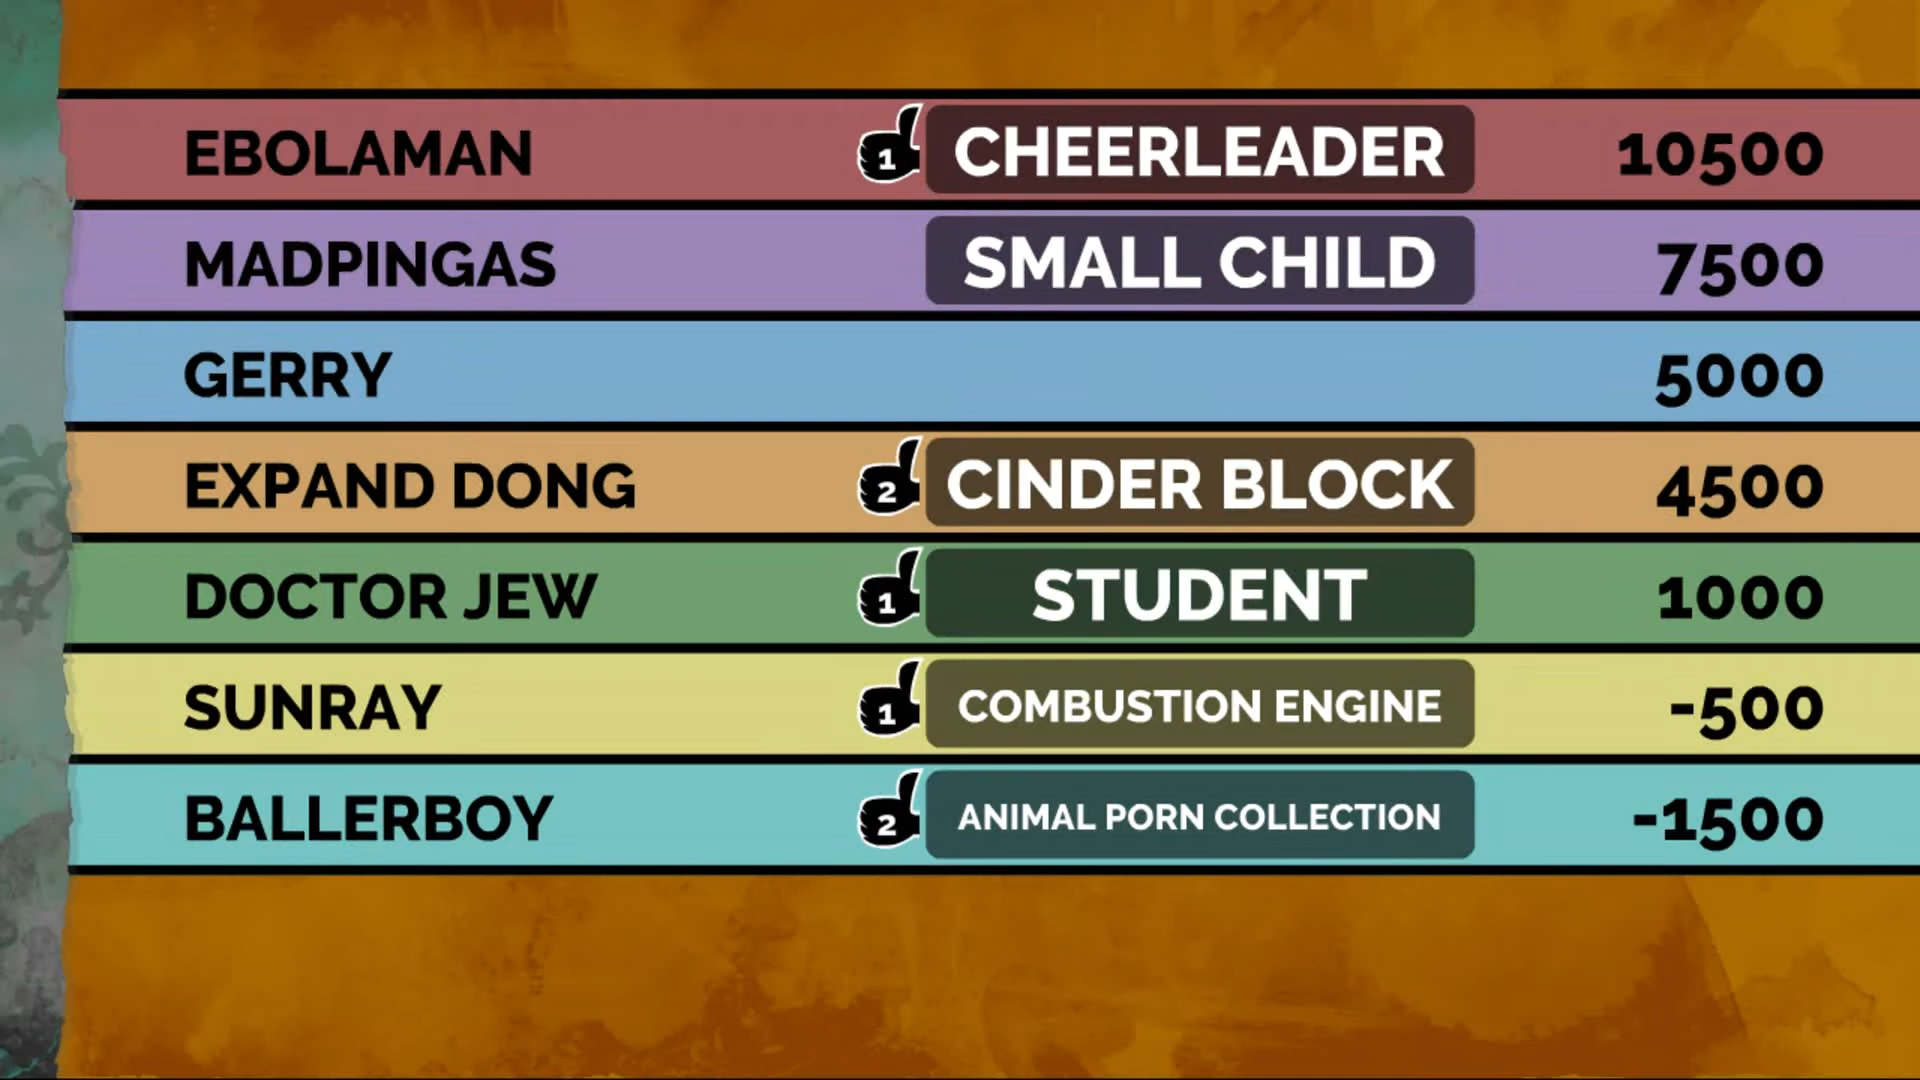 EBOLAMAN 1 CHEERLEADER 10500
MADPINGAS SMALL CHILD 7500
GERRY 5000
EXPAND DONG 2 CINDER BLOCK 4500
DOCTOR JEW 1 STUDENT 1000
SUNRAY 1 COMBUSTION ENGINE -500
BALLERBOY 2 ANIMAL PORN COLLECTION -1500